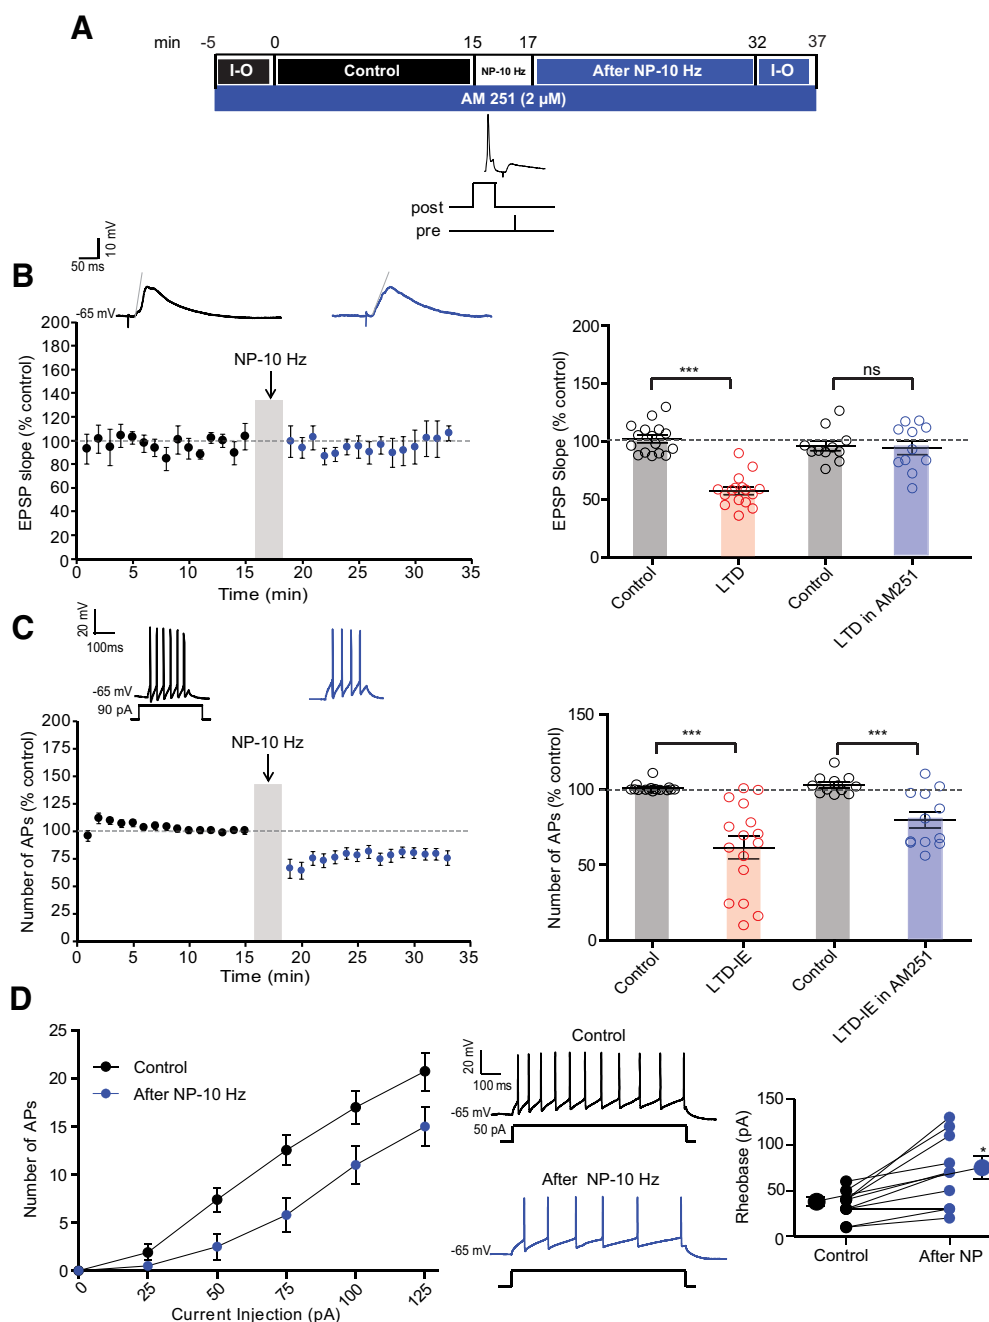 A
min -5 0 15 17 32 37
I-O Control NP-10 Hz After NP-10 Hz I-O
AM 251 (2 µM)
post
pre
B
10 mV
50 ms
-65 mV
NP-10 Hz
EPSP slope (% control)
200
180
160
140
120
100
80
60
40
20
0
0 5 10 15 20 25 30 35
Time (min)
EPSP Slope (% control)
200
150
100
50
0
*** ns
Control LTD Control LTD in AM251
C
20 mV
100ms
-65 mV
90 pA
NP-10 Hz
Number of APs (% control)
200
175
150
125
100
75
50
25
0
0 5 10 15 20 25 30 35
Time (min)
Number of APs (% control)
150
100
50
0
*** ***
Control LTD-IE Control LTD-IE in AM251
D
Number of APs
25
20
15
10
5
0
0 25 50 75 100 125
Current Injection (pA)
Control
After NP-10 Hz
Control
20 mV
100 ms
-65 mV
50 pA
After NP-10 Hz
-65 mV
Rheobase (pA)
150
100
50
0
*
Control After NP